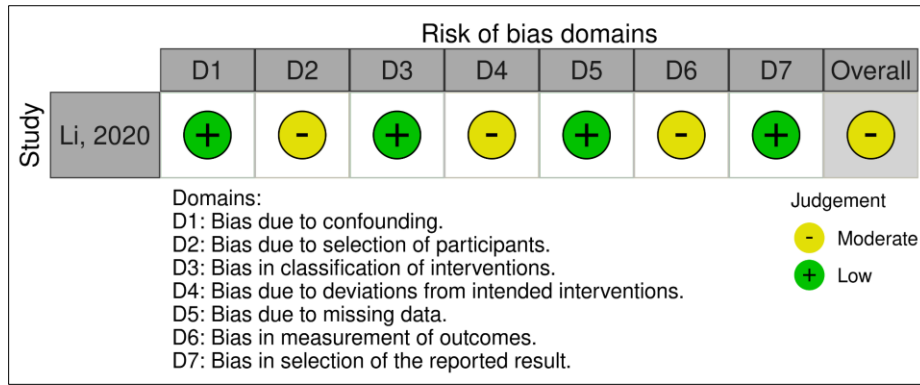 Risk of bias domains
D1 D2 D3 D4 D5 D6 D7 Overall
Study
Li, 2020 + - + - + - + -
Domains:
D1: Bias due to confounding.
D2: Bias due to selection of participants.
D3: Bias in classification of interventions.
D4: Bias due to deviations from intended interventions.
D5: Bias due to missing data.
D6: Bias in measurement of outcomes.
D7: Bias in selection of the reported result.
Judgement
- Moderate
+ Low